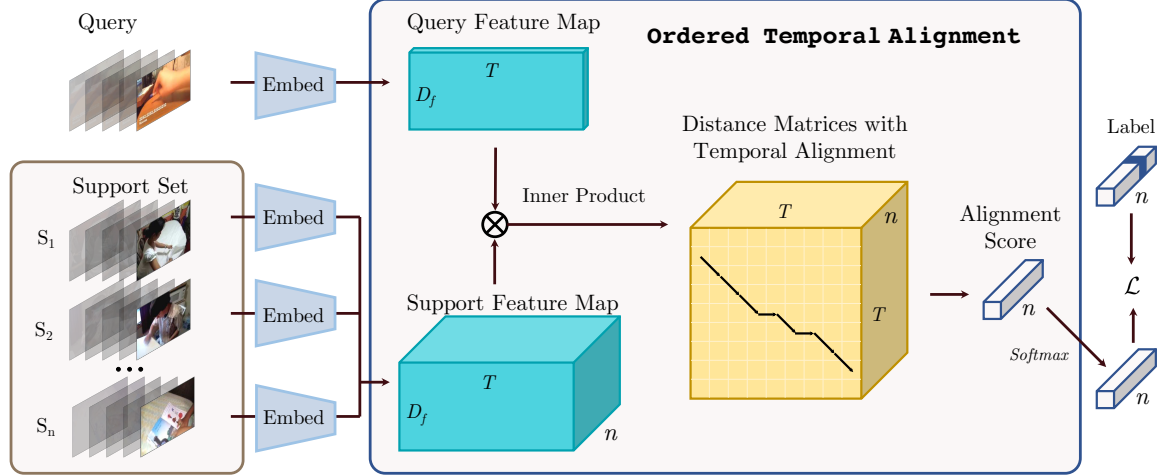 Query
Embed
Query Feature Map
T
D_f
Ordered Temporal Alignment
Support Set
S_1
S_2
...
S_n
Embed
Embed
Embed
Inner Product
Support Feature Map
T
D_f
n
Distance Matrices with
Temporal Alignment
T
n
T
Alignment
Score
n
Softmax
Label
n
ℒ
n